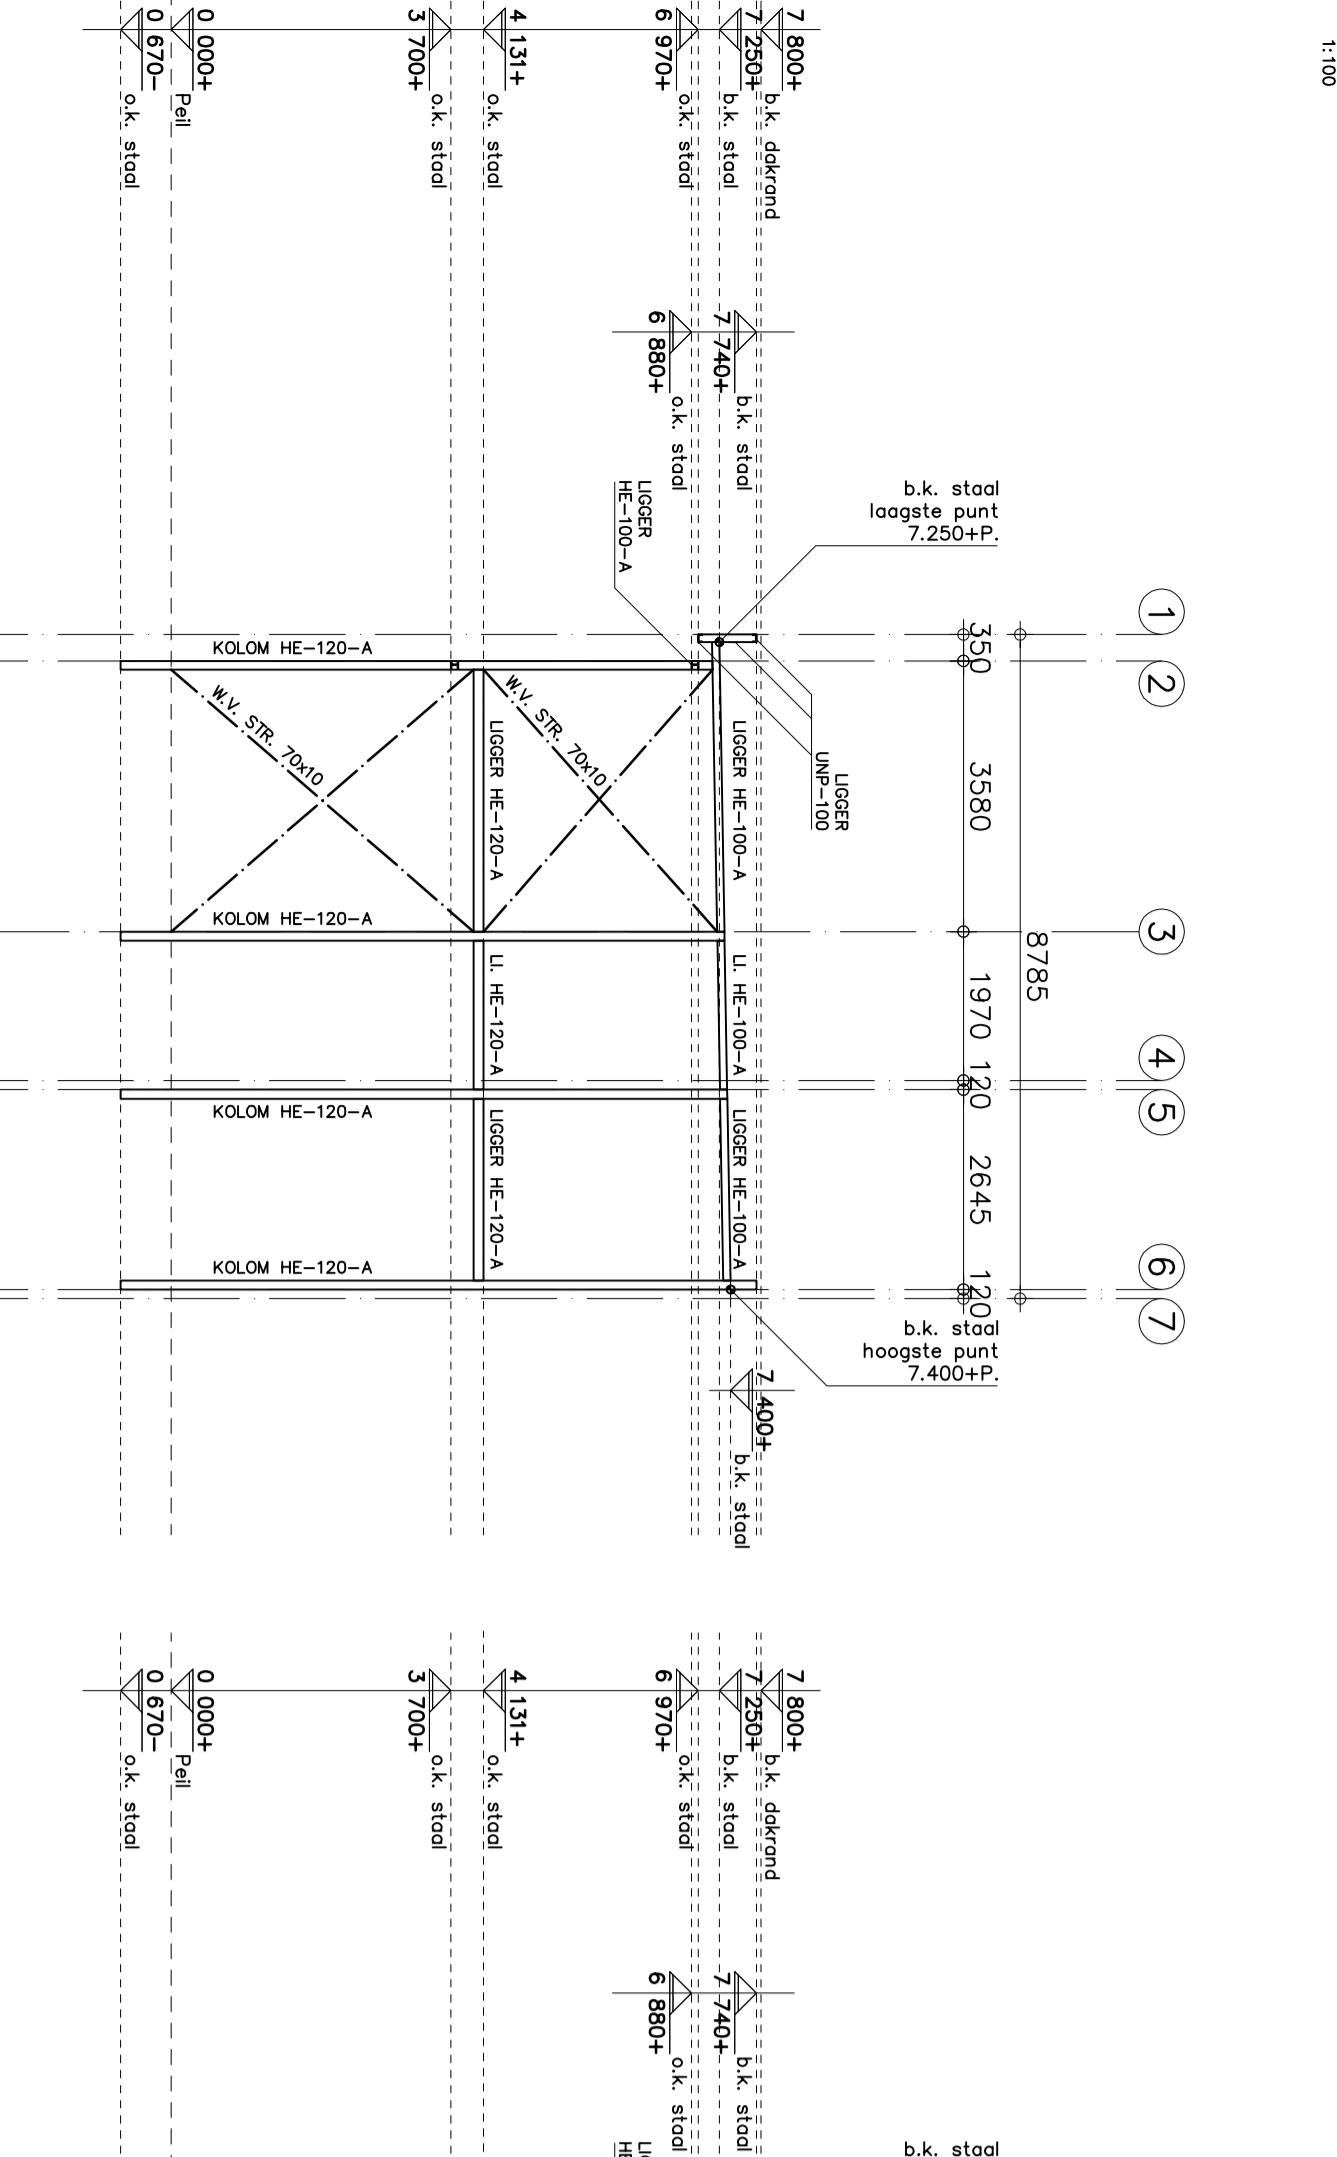 1:100
1
2
3
4
5
6
7
8785
350
3580
1970
120
2645
120
b.k. staal
laagste punt
7.250+P.
b.k. staal
hoogste punt
7.400+P.
7 800+
b.k. dakrand
7 250+
b.k. staal
6 970+
o.k. staal
4 131+
o.k. staal
3 700+
o.k. staal
0 000+
Peil
0 670-
o.k. staal
7 740+
b.k. staal
6 880+
o.k. staal
LIGGER
HE-100-A
LIGGER
UNP-100
7 400+
b.k. staal
LIGGER HE-100-A
LI. HE-100-A
LIGGER HE-100-A
LIGGER HE-120-A
LI. HE-120-A
LIGGER HE-120-A
W.V. STR. 70x10
W.V. STR. 70x10
KOLOM HE-120-A
KOLOM HE-120-A
KOLOM HE-120-A
KOLOM HE-120-A
7 800+
b.k. dakrand
7 250+
b.k. staal
6 970+
o.k. staal
4 131+
o.k. staal
3 700+
o.k. staal
0 000+
Peil
0 670-
o.k. staal
7 740+
b.k. staal
6 880+
o.k. staal
b.k. staal